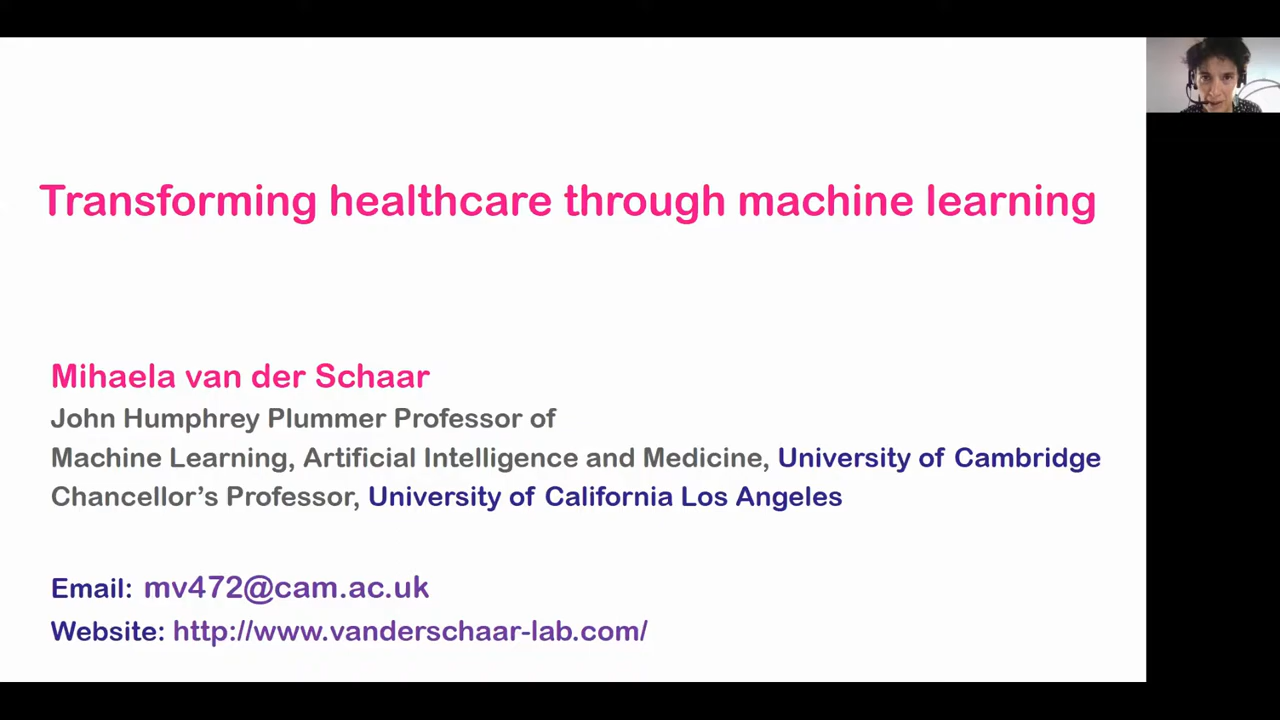 Transforming healthcare through machine learning
Mihaela van der Schaar
John Humphrey Plummer Professor of
Machine Learning, Artificial Intelligence and Medicine, University of Cambridge
Chancellor’s Professor, University of California Los Angeles
Email: mv472@cam.ac.uk
Website: http://www.vanderschaar-lab.com/